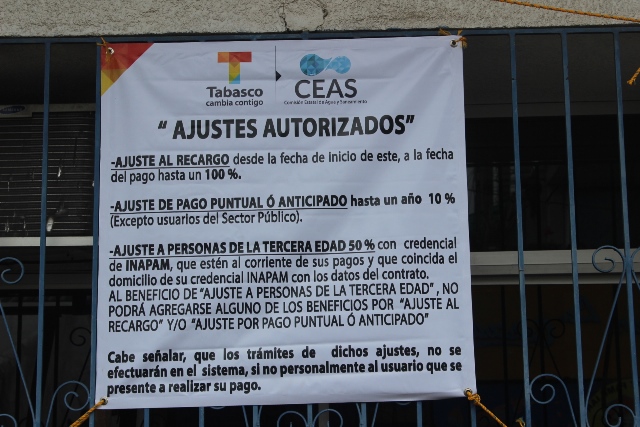 Tabasco
cambia contigo
CEAS
Comisión Estatal de Agua y Saneamiento
" AJUSTES AUTORIZADOS"
-AJUSTE AL RECARGO desde la fecha de inicio de este, a la fecha
del pago hasta un 100 %.
-AJUSTE DE PAGO PUNTUAL Ó ANTICIPADO hasta un año 10 %
(Excepto usuarios del Sector Público).
-AJUSTE A PERSONAS DE LA TERCERA EDAD 50 % con credencial
de INAPAM, que estén al corriente de sus pagos y que coincida el
domicilio de su credencial INAPAM con los datos del contrato.
AL BENEFICIO DE "AJUSTE A PERSONAS DE LA TERCERA EDAD" , NO
PODRÁ AGREGARSE ALGUNO DE LOS BENEFICIOS POR "AJUSTE AL
RECARGO" Y/O "AJUSTE POR PAGO PUNTUAL Ó ANTICIPADO"
Cabe señalar, que los trámites de dichos ajustes, no se
efectuarán en el sistema, si no personalmente al usuario que se
presente a realizar su pago.